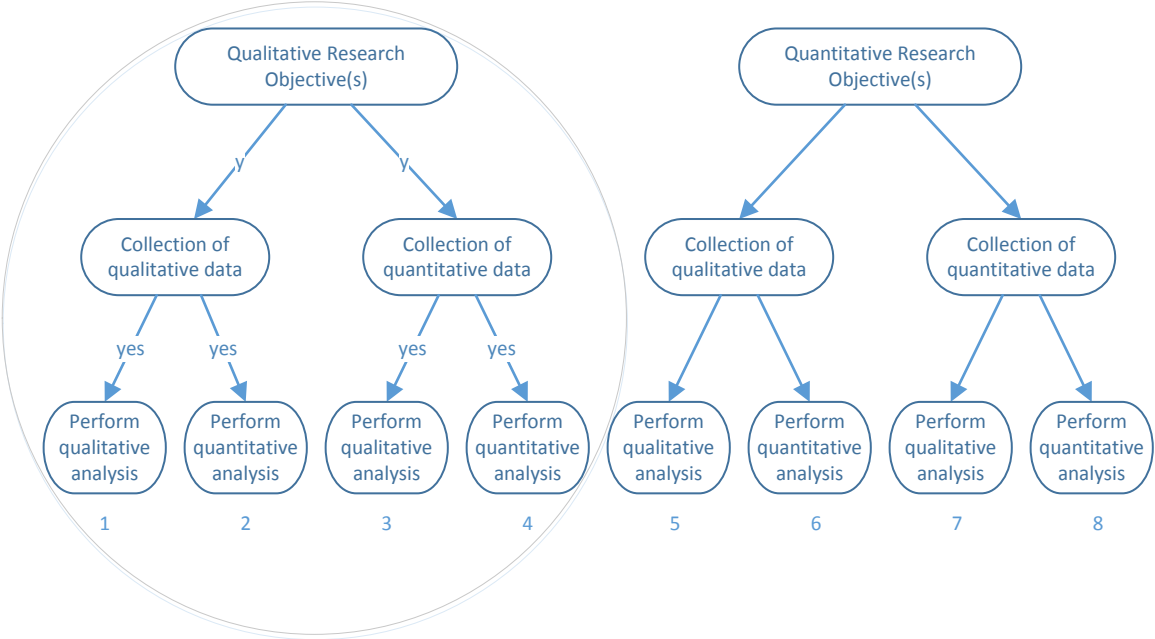 Qualitative Research
Objective(s)
Quantitative Research
Objective(s)
y
y
Collection of
qualitative data
Collection of
quantitative data
Collection of
qualitative data
Collection of
quantitative data
yes
yes
yes
yes
Perform
qualitative
analysis
Perform
quantitative
analysis
Perform
qualitative
analysis
Perform
quantitative
analysis
Perform
qualitative
analysis
Perform
quantitative
analysis
Perform
qualitative
analysis
Perform
quantitative
analysis
1
2
3
4
5
6
7
8